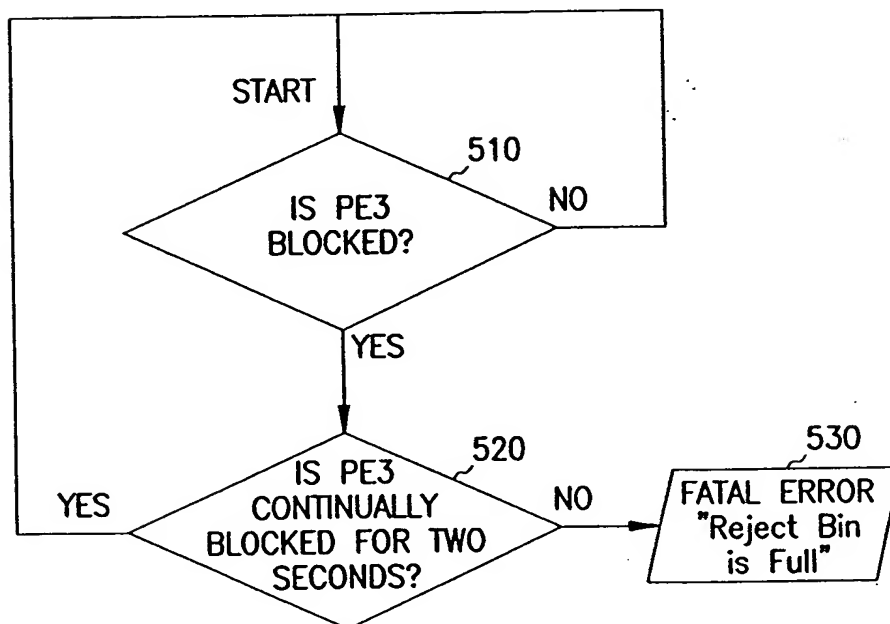 START
510
IS PE3
BLOCKED?
NO
YES
520
IS PE3
CONTINUALLY
BLOCKED FOR TWO
SECONDS?
YES
NO
530
FATAL ERROR
"Reject Bin
is Full"